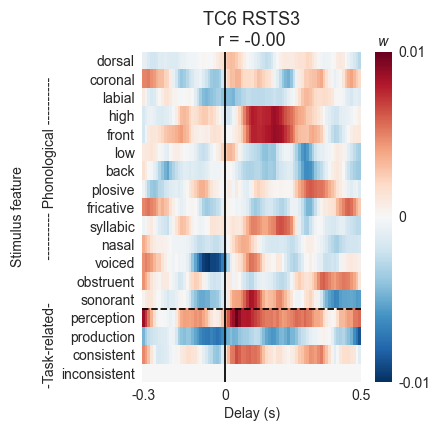 TC6 RSTS3
r = -0.00
w
dorsal
coronal
labial
high
front
low
back
plosive
fricative
syllabic
nasal
voiced
obstruent
sonorant
perception
production
consistent
inconsistent
Stimulus feature
---------- Phonological ----------
-Task-related-
-0.3
0
0.5
Delay (s)
0.01
0
-0.01